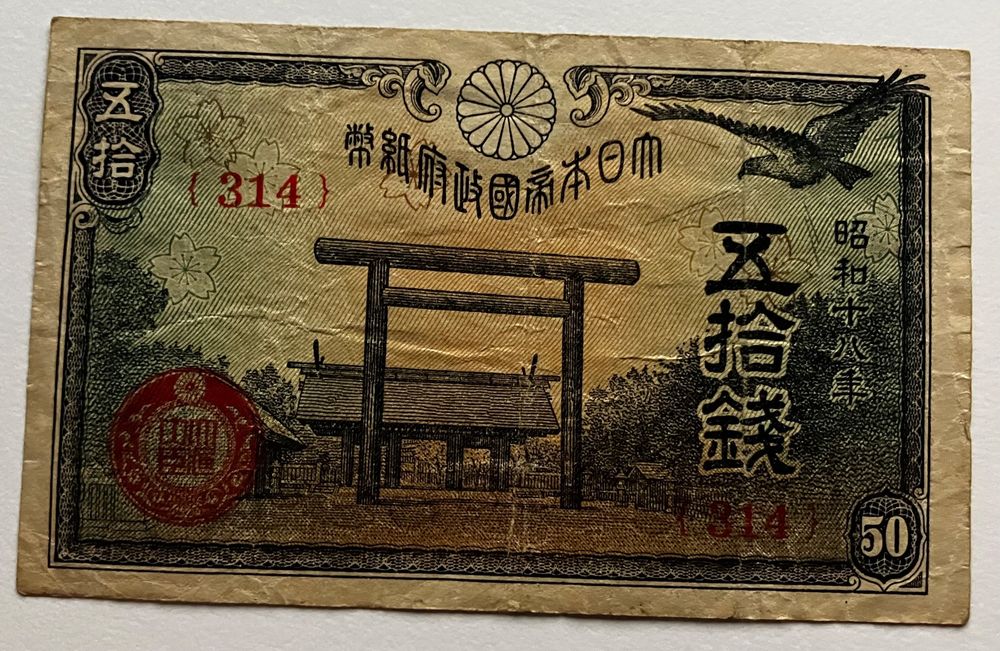 五拾
大日本帝國政府紙幣
{314}
昭和十八年
五拾錢
{314}
50